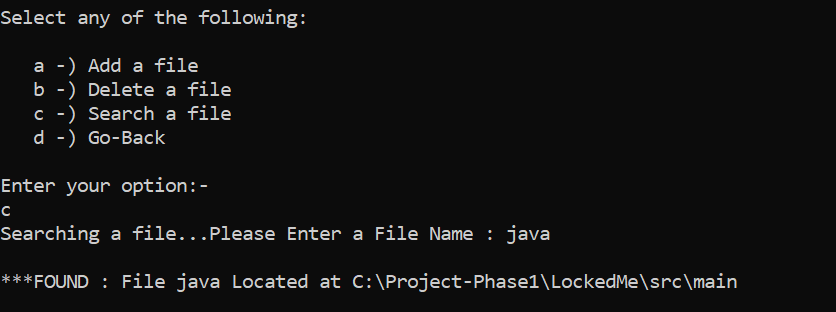 Select any of the following:
a -) Add a file
b -) Delete a file
c -) Search a file
d -) Go-Back
Enter your option:-
c
Searching a file...Please Enter a File Name : java
***FOUND : File java Located at C:\Project-Phase1\LockedMe\src\main